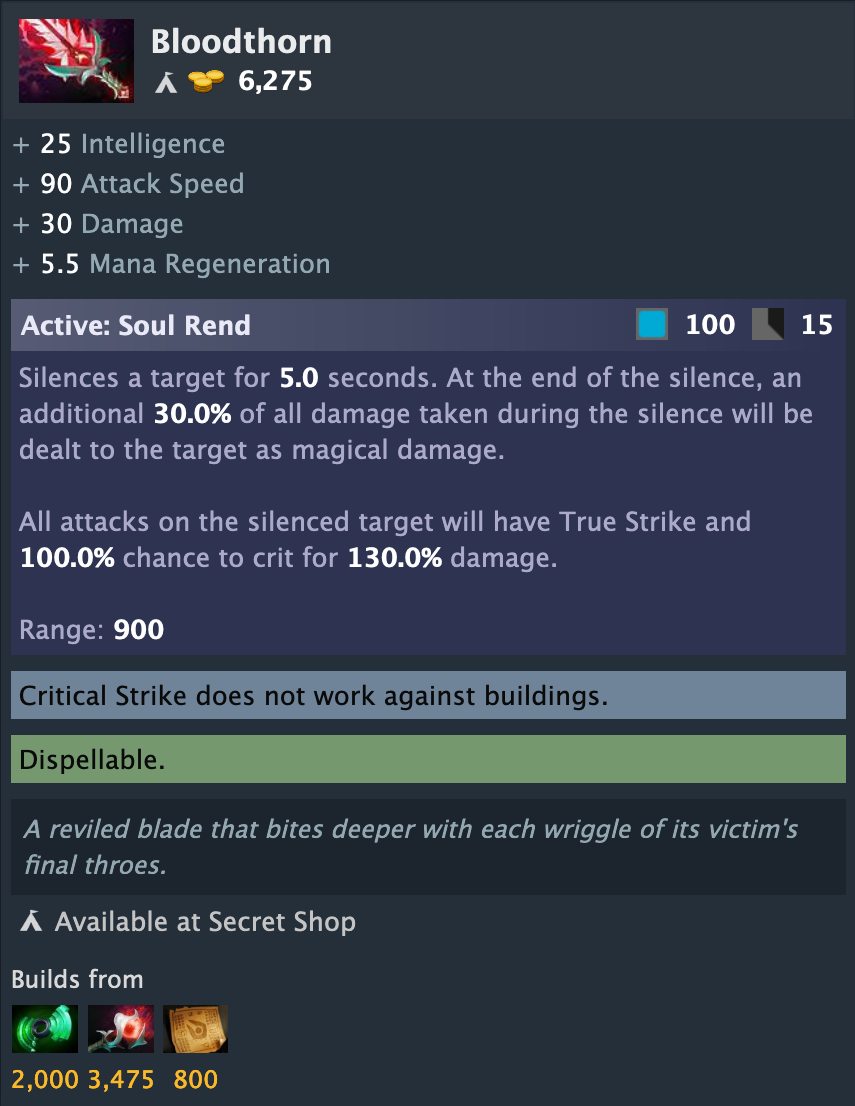 Bloodthorn
6,275
+ 25 Intelligence
+ 90 Attack Speed
+ 30 Damage
+ 5.5 Mana Regeneration
Active: Soul Rend 100 15
Silences a target for 5.0 seconds. At the end of the silence, an
additional 30.0% of all damage taken during the silence will be
dealt to the target as magical damage.
All attacks on the silenced target will have True Strike and
100.0% chance to crit for 130.0% damage.
Range: 900
Critical Strike does not work against buildings.
Dispellable.
A reviled blade that bites deeper with each wriggle of its victim's
final throes.
Available at Secret Shop
Builds from
2,000 3,475 800